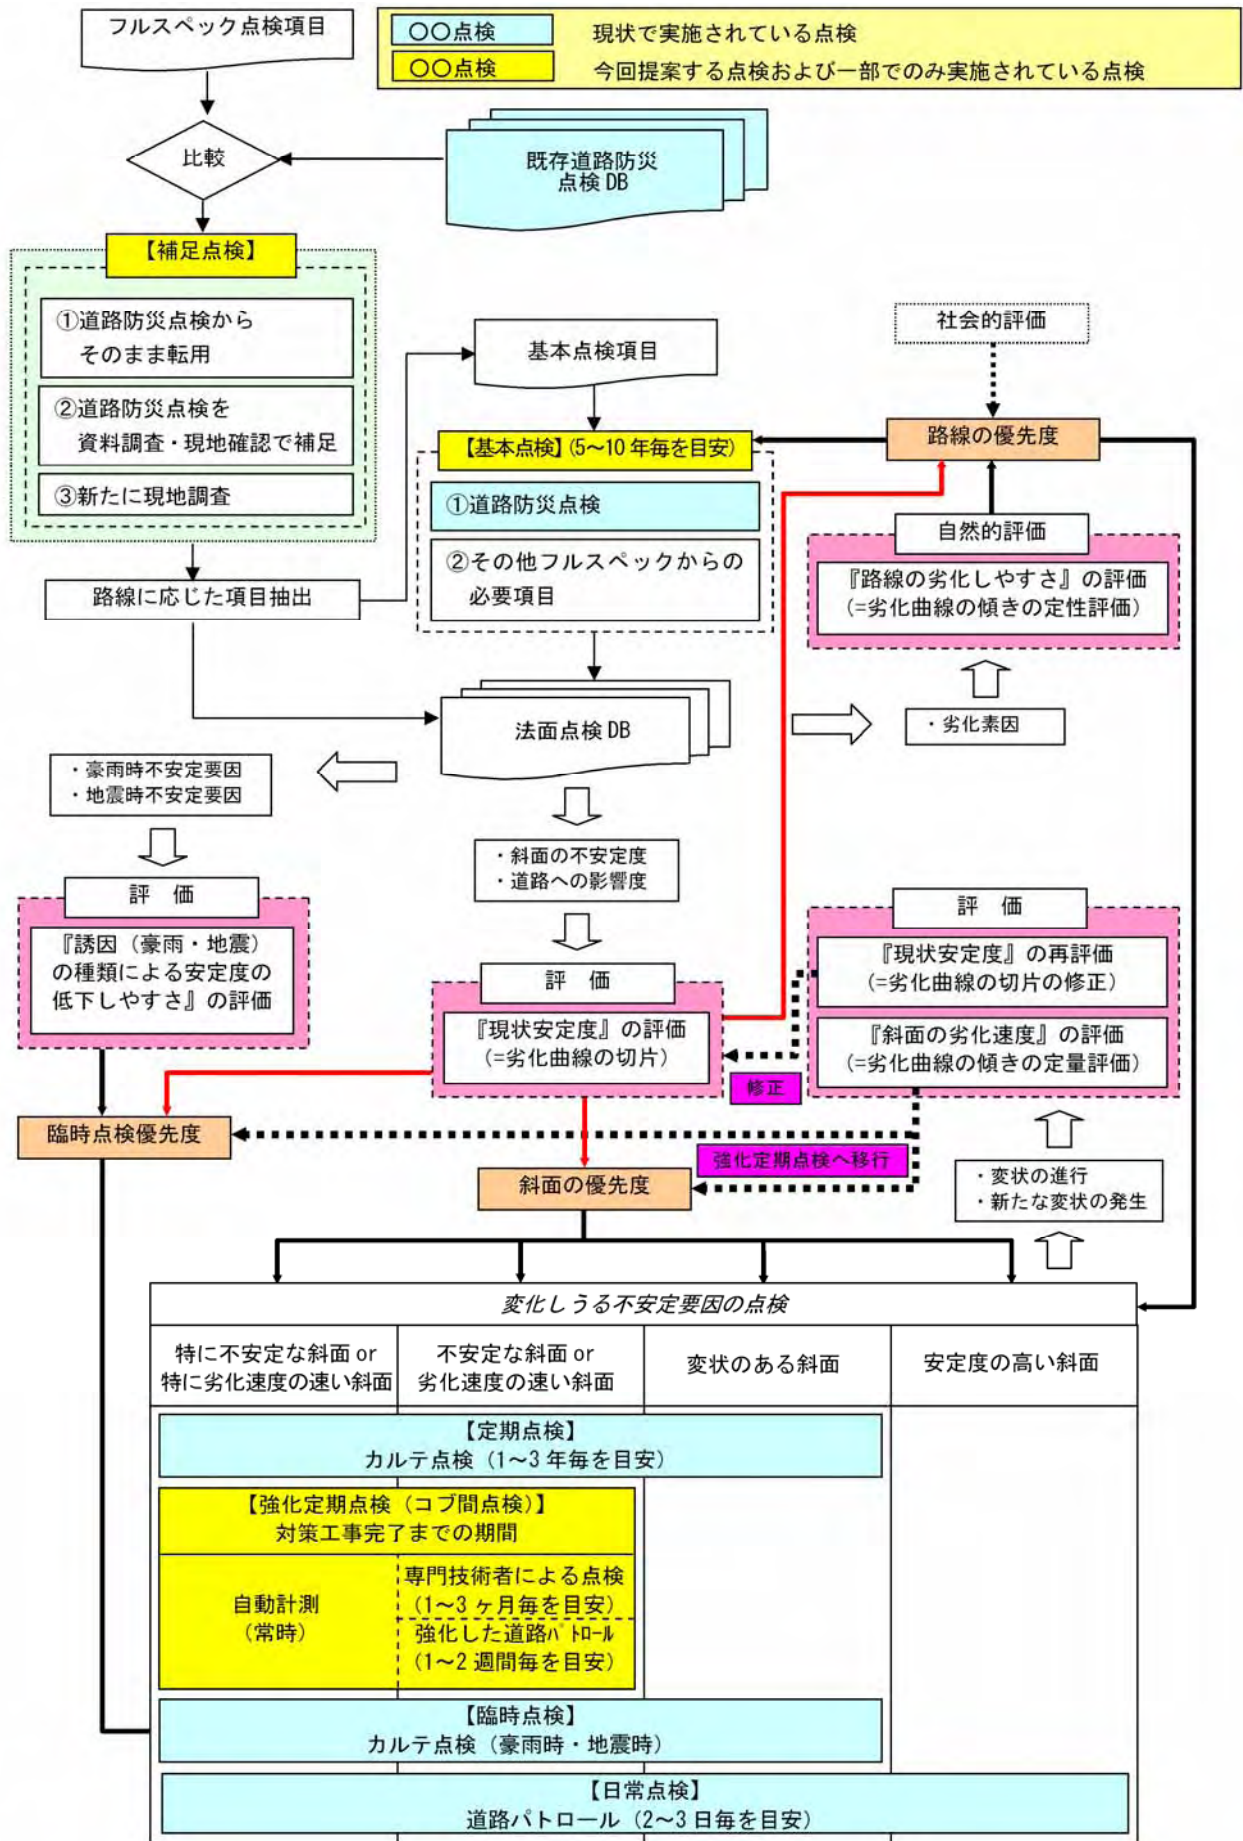 フルスペック点検項目
〇〇点検
現状で実施されている点検
〇〇点検
今回提案する点検および一部でのみ実施されている点検
比較
既存道路防災
点検 DB
【補足点検】
①道路防災点検から
そのまま転用
②道路防災点検を
資料調査・現地確認で補足
③新たに現地調査
路線に応じた項目抽出
基本点検項目
【基本点検】(5～10 年毎を目安)
①道路防災点検
②その他フルスペックからの
必要項目
社会的評価
路線の優先度
自然的評価
『路線の劣化しやすさ』の評価
(=劣化曲線の傾きの定性評価)
・劣化素因
法面点検 DB
・豪雨時不安定要因
・地震時不安定要因
・斜面の不安定度
・道路への影響度
評　価
『誘因（豪雨・地震）
の種類による安定度の
低下しやすさ』の評価
評　価
『現状安定度』の評価
(=劣化曲線の切片)
評　価
『現状安定度』の再評価
(=劣化曲線の切片の修正)
『斜面の劣化速度』の評価
(=劣化曲線の傾きの定量評価)
修正
臨時点検優先度
強化定期点検へ移行
斜面の優先度
・変状の進行
・新たな変状の発生
変化しうる不安定要因の点検
特に不安定な斜面 or
特に劣化速度の速い斜面
不安定な斜面 or
劣化速度の速い斜面
変状のある斜面
安定度の高い斜面
【定期点検】
カルテ点検（1～3 年毎を目安）
【強化定期点検（コブ間点検）】
対策工事完了までの期間
自動計測
(常時)
専門技術者による点検
(1～3 ヶ月毎を目安)
強化した道路ﾊﾟﾄﾛｰﾙ
(1～2 週間毎を目安)
【臨時点検】
カルテ点検（豪雨時・地震時）
【日常点検】
道路パトロール（2～3 日毎を目安）